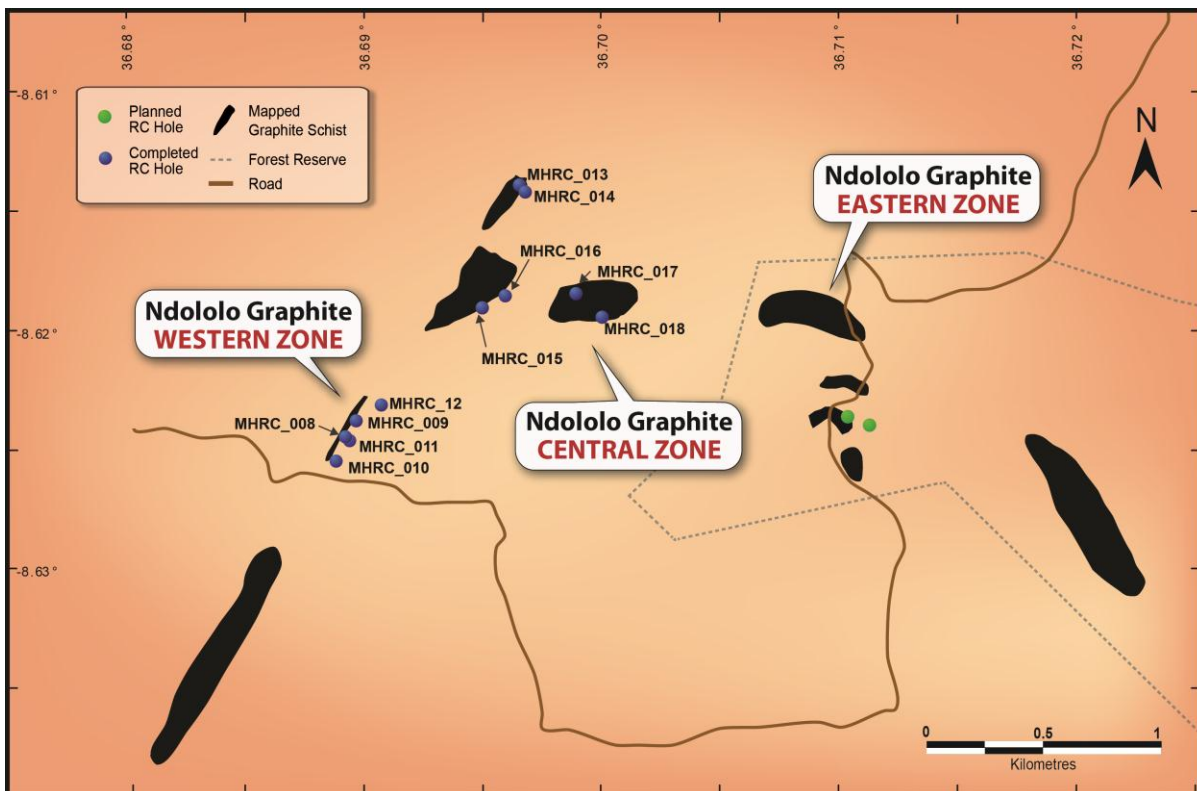 36.68°
36.69°
36.70°
36.71°
36.72°
-8.61°
-8.62°
-8.63°
Planned
RC Hole
Completed
RC Hole
Mapped
Graphite Schist
Forest Reserve
Road
N
MHRC_013
MHRC_014
Ndololo Graphite
EASTERN ZONE
MHRC_016
MHRC_017
MHRC_018
MHRC_015
Ndololo Graphite
WESTERN ZONE
Ndololo Graphite
CENTRAL ZONE
MHRC_12
MHRC_008
MHRC_009
MHRC_011
MHRC_010
0
0.5
1
Kilometres